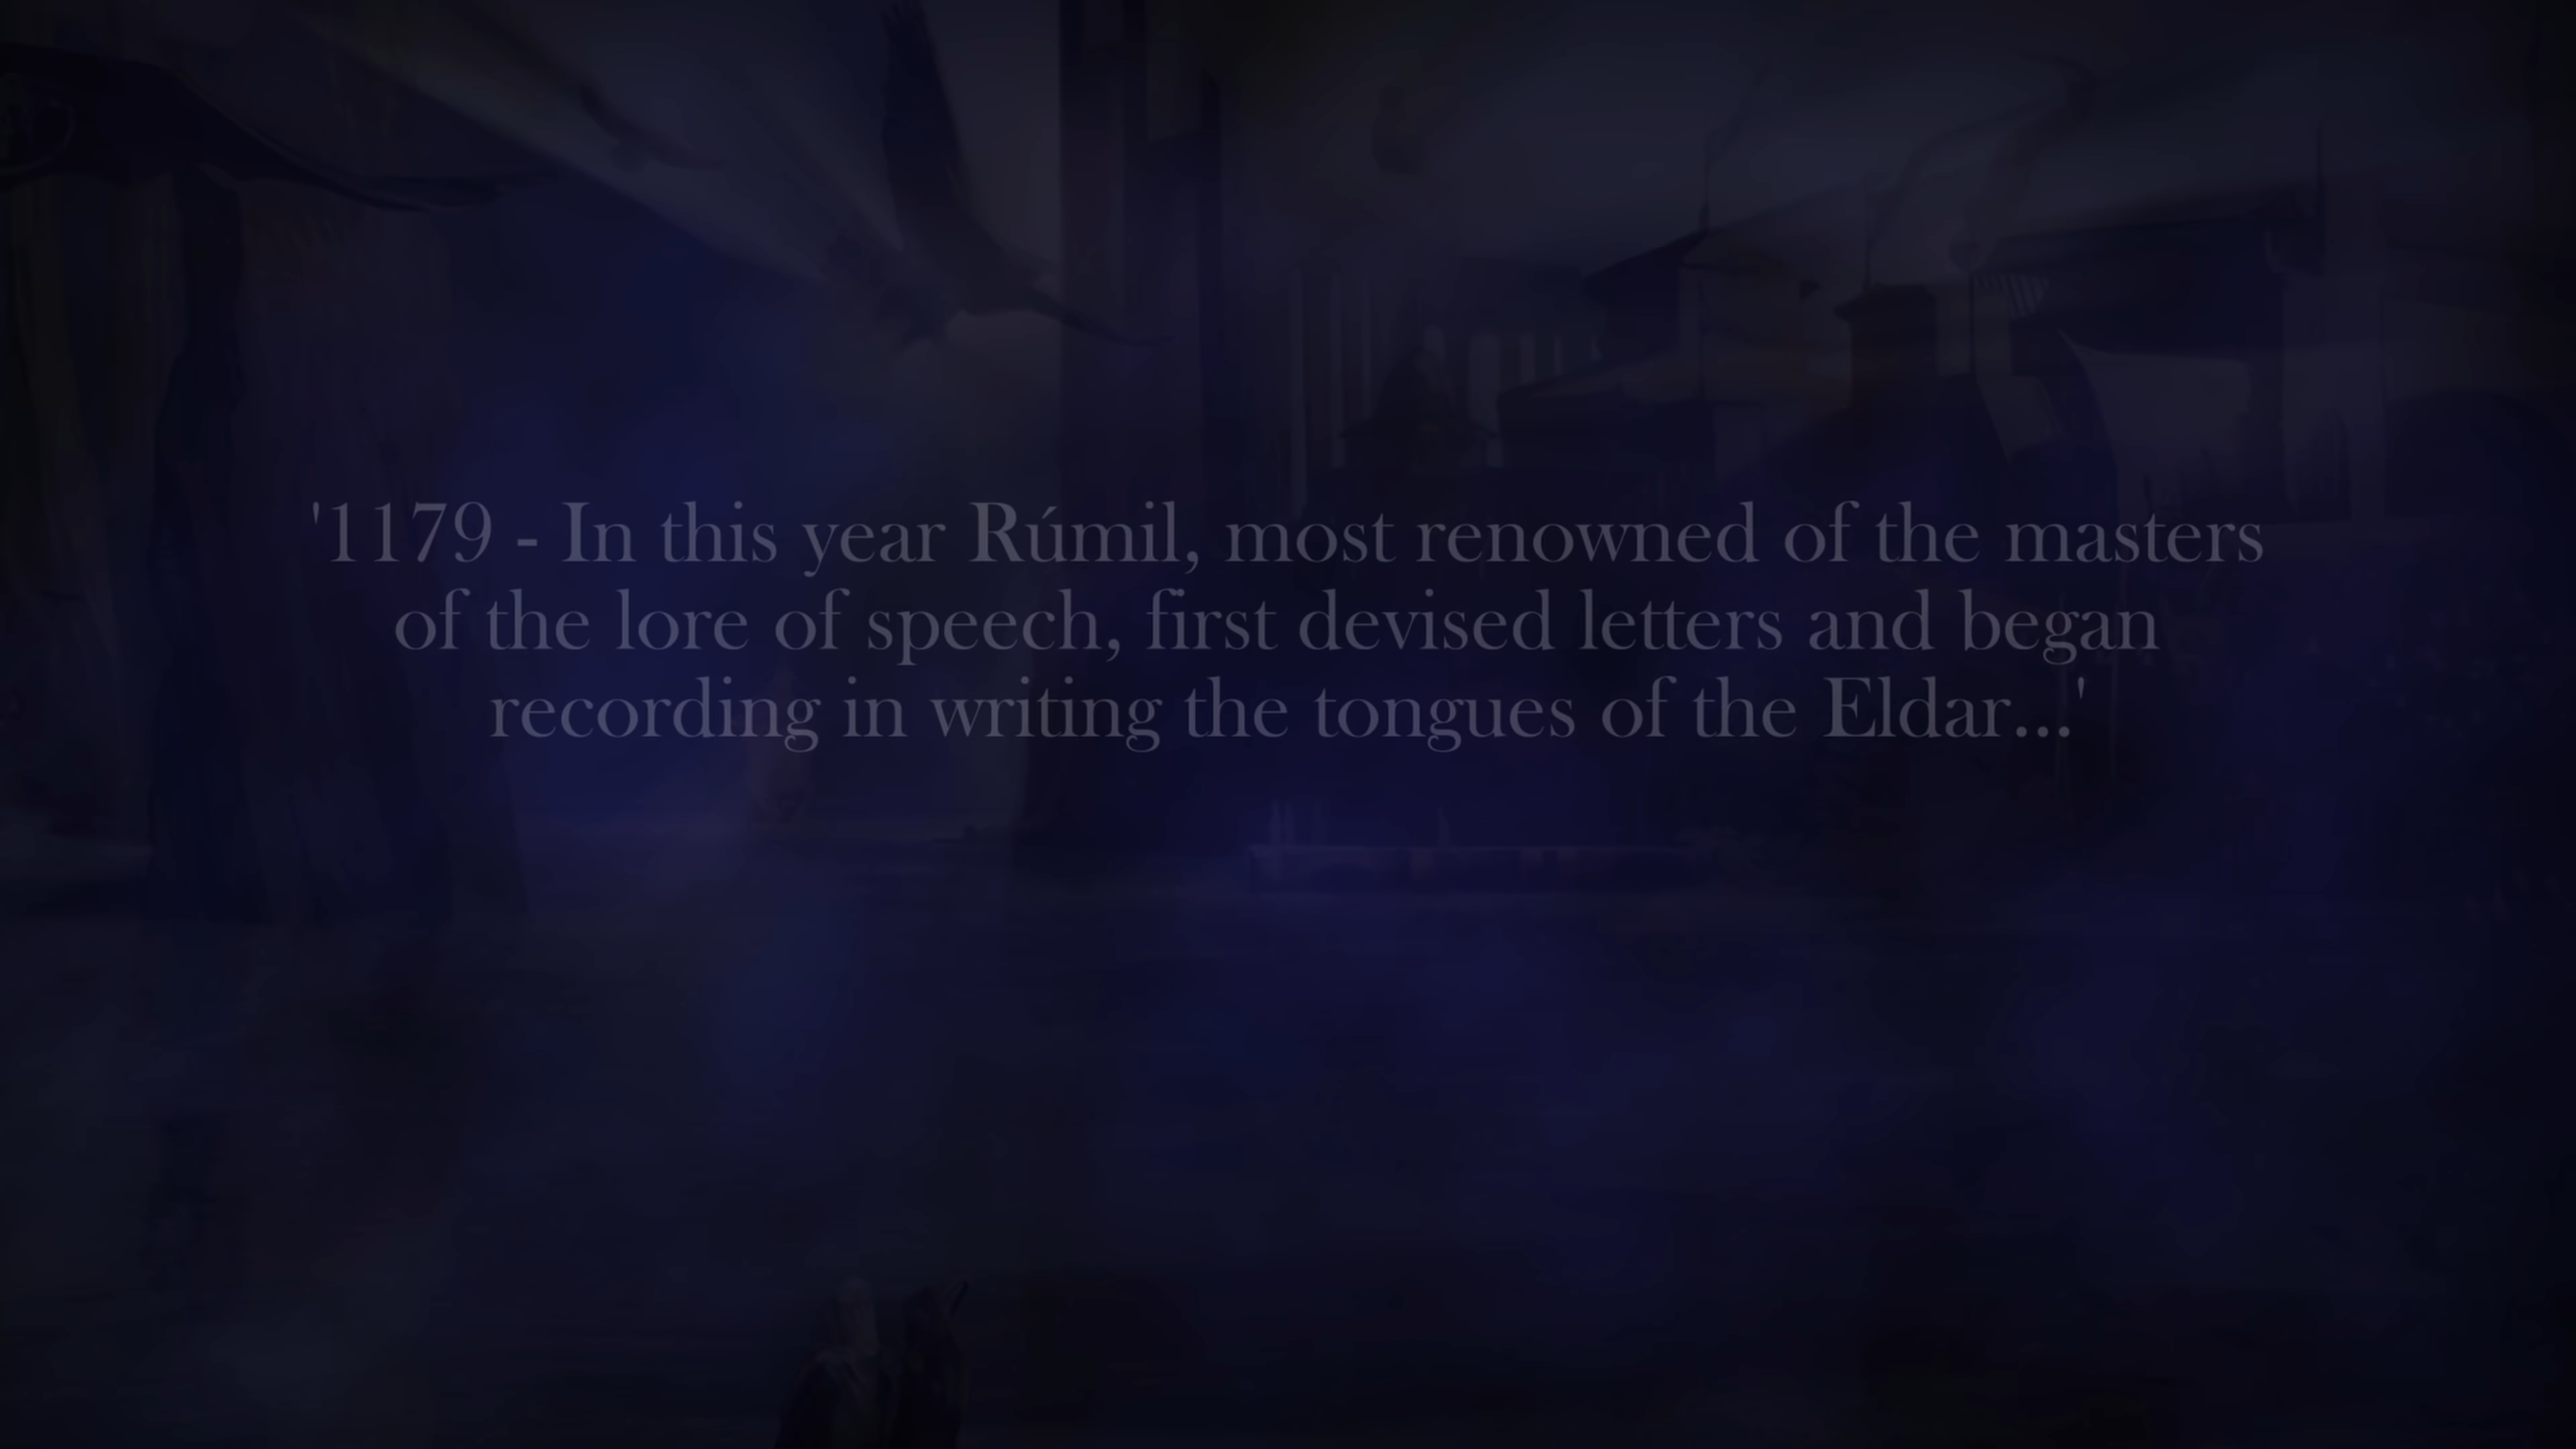 '1179 - In this year Rúmil, most renowned of the masters
of the lore of speech, first devised letters and began
recording in writing the tongues of the Eldar...'